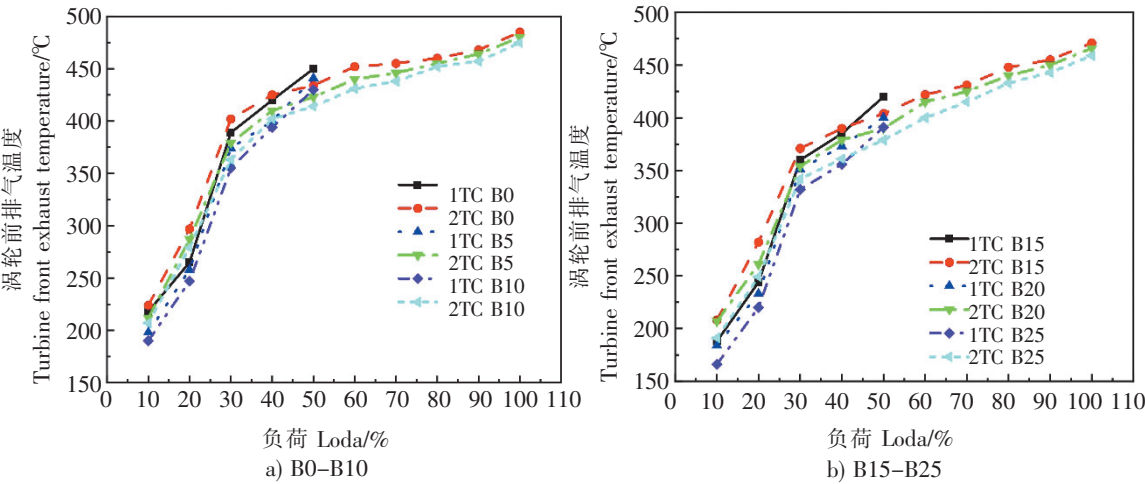 涡轮前排气温度
Turbine front exhaust temperature/℃
500
450
400
350
300
250
200
150
1TC B0
2TC B0
1TC B5
2TC B5
1TC B10
2TC B10
0 10 20 30 40 50 60 70 80 90 100 110
负荷 Loda/%
a) B0-B10
涡轮前排气温度
Turbine front exhaust temperature/℃
500
450
400
350
300
250
200
150
1TC B15
2TC B15
1TC B20
2TC B20
1TC B25
2TC B25
0 10 20 30 40 50 60 70 80 90 100 110
负荷 Loda/%
b) B15-B25